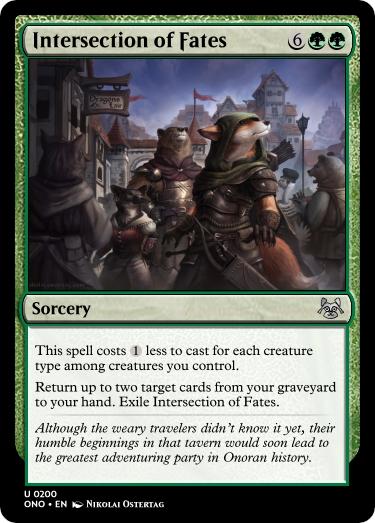 Intersection of Fates 6
Dragons
Sorcery
This spell costs 1 less to cast for each creature
type among creatures you control.
Return up to two target cards from your graveyard
to your hand. Exile Intersection of Fates.
Although the weary travelers didn't know it yet, their
humble beginnings in that tavern would soon lead to
the greatest adventuring party in Onoran history.
U 0200
ONO • EN NIKOLAI OSTERTAG